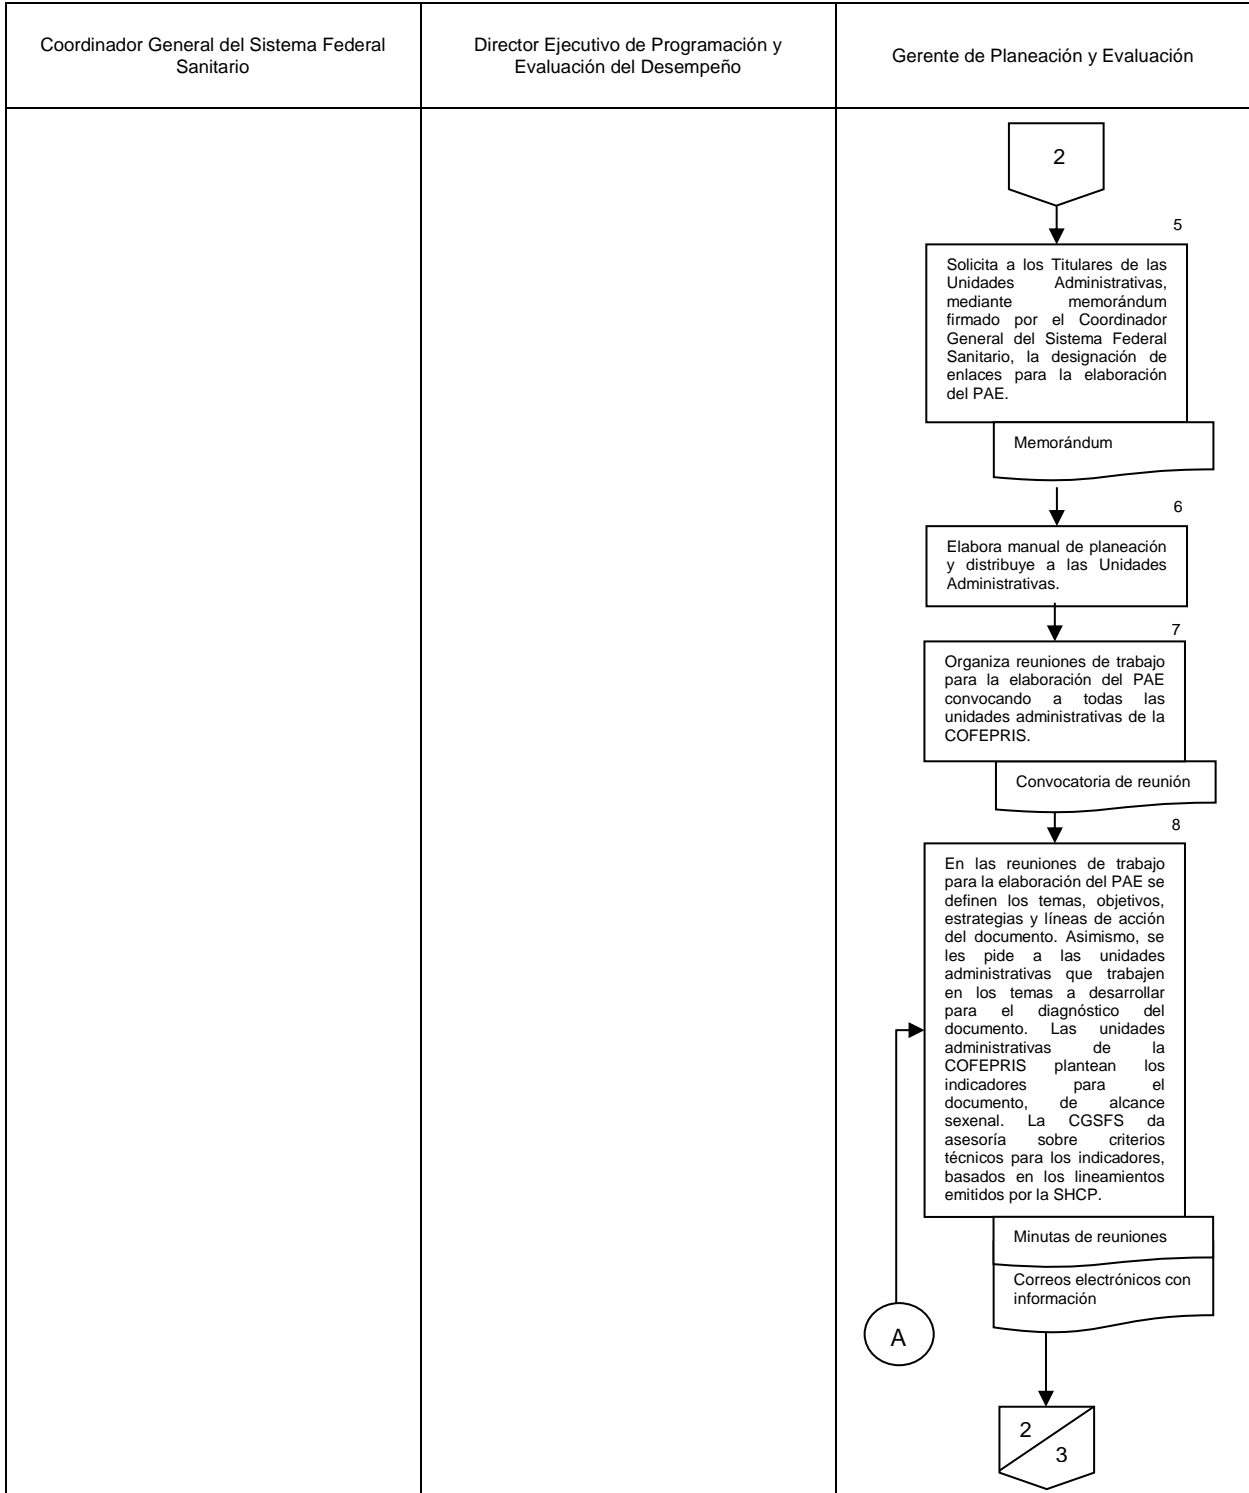 Coordinador General del Sistema Federal
Sanitario
Director Ejecutivo de Programación y
Evaluación del Desempeño
Gerente de Planeación y Evaluación
2
5
Solicita a los Titulares de las
Unidades Administrativas,
mediante memorándum
firmado por el Coordinador
General del Sistema Federal
Sanitario, la designación de
enlaces para la elaboración
del PAE.
Memorándum
6
Elabora manual de planeación
y distribuye a las Unidades
Administrativas.
7
Organiza reuniones de trabajo
para la elaboración del PAE
convocando a todas las
unidades administrativas de la
COFEPRIS.
Convocatoria de reunión
8
En las reuniones de trabajo
para la elaboración del PAE se
definen los temas, objetivos,
estrategias y líneas de acción
del documento. Asimismo, se
les pide a las unidades
administrativas que trabajen
en los temas a desarrollar
para el diagnóstico del
documento. Las unidades
administrativas de la
COFEPRIS plantean los
indicadores para el
documento, de alcance
sexenal. La CGSFS da
asesoría sobre criterios
técnicos para los indicadores,
basados en los lineamientos
emitidos por la SHCP.
Minutas de reuniones
Correos electrónicos con
información
A
2
3